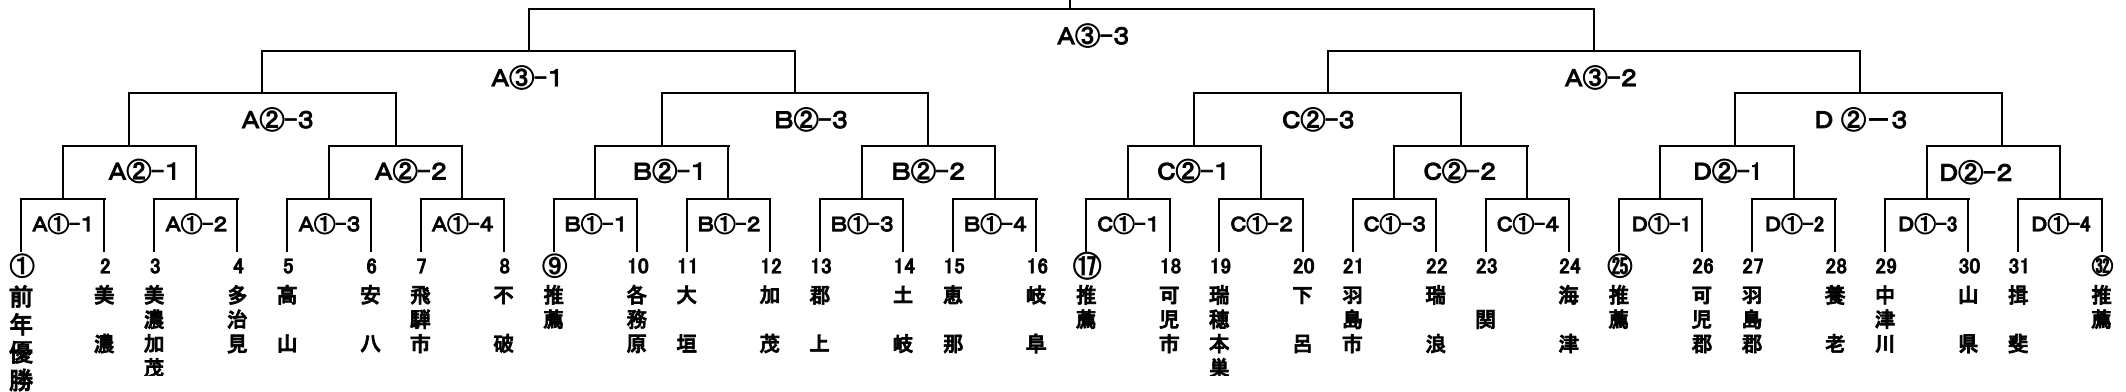 A③-3
A③-1
A③-2
A②-3
B②-3
C②-3
D ②－3
A②-1
A②-2
B②-1
B②-2
C②-1
C②-2
D②-1
D②-2
A①-1
A①-2
A①-3
A①-4
B①-1
B①-2
B①-3
B①-4
C①-1
C①-2
C①-3
C①-4
D①-1
D①-2
D①-3
D①-4
① 前年優勝
2 美 濃
3 美濃加茂
4 多治見
5 高 山
6 安 八
7 飛騨市
8 不 破
⑨ 推薦
10 各務原
11 大 垣
12 加 茂
13 郡 上
14 土 岐
15 恵 那
16 岐 阜
⑰ 推薦
18 可児市
19 瑞穂本巣
20 下 呂
21 羽島市
22 瑞 浪
23 関
24 海 津
㉕ 推薦
26 可児郡
27 羽島郡
28 養 老
29 中津川
30 山 県
31 揖 斐
㉜ 推薦